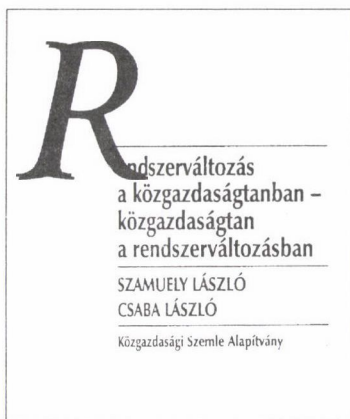 Rendszerváltozás
a közgazdaságtanban –
közgazdaságtan
a rendszerváltozásban
SZAMUELY LÁSZLÓ
CSABA LÁSZLÓ
Közgazdasági Szemle Alapítvány